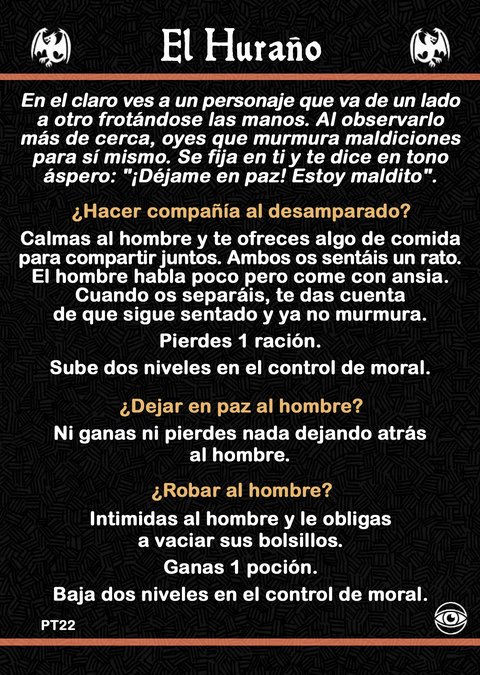 El Huraño
En el claro ves a un personaje que va de un lado
a otro frotándose las manos. Al observarlo
más de cerca, oyes que murmura maldiciones
para sí mismo. Se fija en ti y te dice en tono
áspero: "¡Déjame en paz! Estoy maldito".
¿Hacer compañía al desamparado?
Calmas al hombre y te ofreces algo de comida
para compartir juntos. Ambos os sentáis un rato.
El hombre habla poco pero come con ansia.
Cuando os separáis, te das cuenta
de que sigue sentado y ya no murmura.
Pierdes 1 ración.
Sube dos niveles en el control de moral.
¿Dejar en paz al hombre?
Ni ganas ni pierdes nada dejando atrás
al hombre.
¿Robar al hombre?
Intimidas al hombre y le obligas
a vaciar sus bolsillos.
Ganas 1 poción.
Baja dos niveles en el control de moral.
PT22